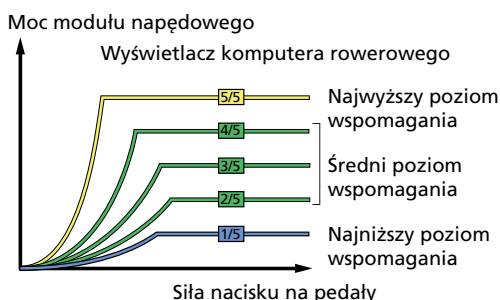 Moc modułu napędowego
Wyświetlacz komputera rowerowego
5/5
Najwyższy poziom
wspomagania
4/5
3/5
Średni poziom
wspomagania
2/5
1/5
Najniższy poziom
wspomagania
Siła nacisku na pedały